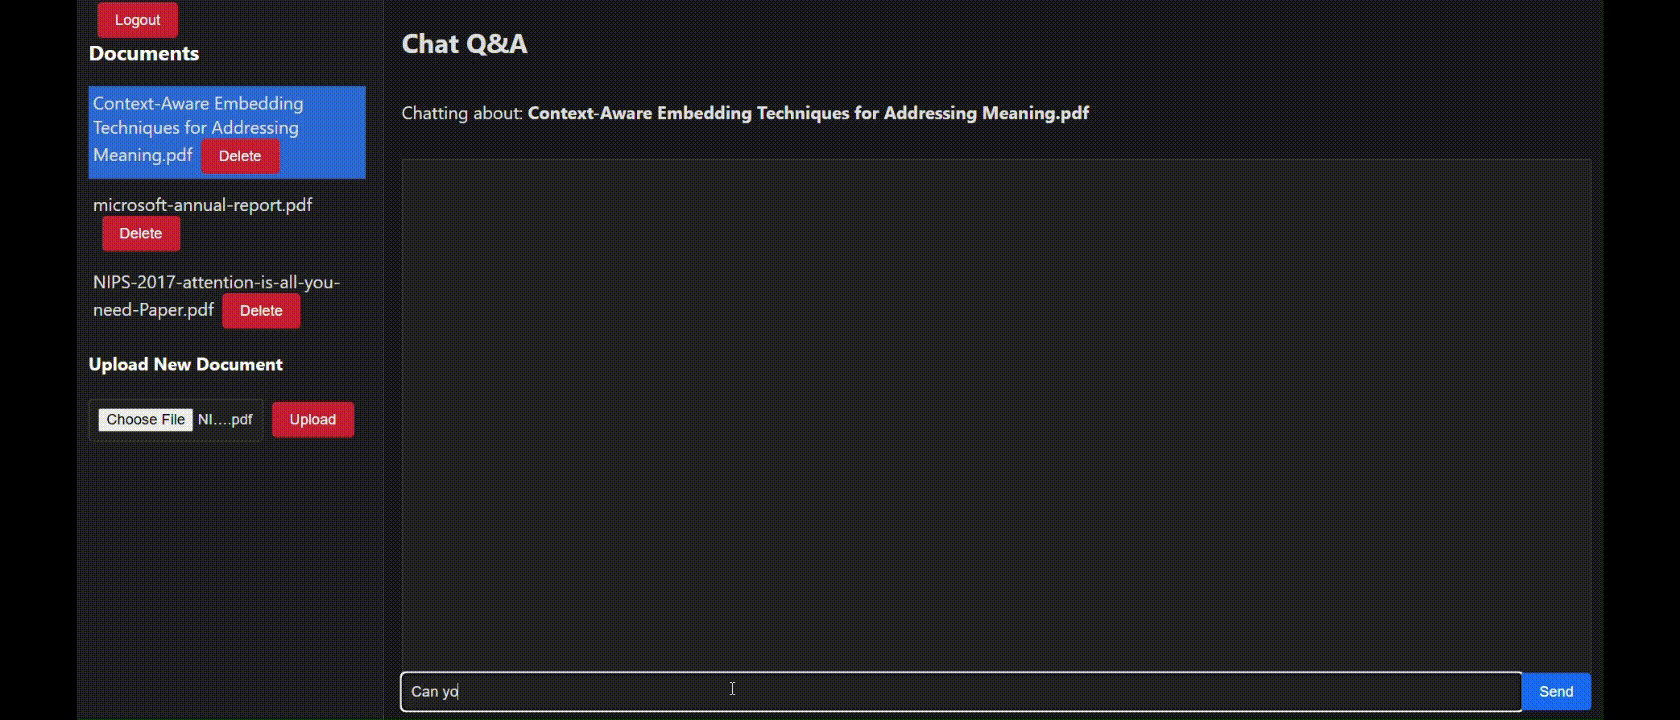 Logout
Documents
Context-Aware Embedding
Techniques for Addressing
Meaning.pdf Delete
microsoft-annual-report.pdf
Delete
NIPS-2017-attention-is-all-you-
need-Paper.pdf Delete
Upload New Document
Choose File NI....pdf Upload
Chat Q&A
Chatting about: Context-Aware Embedding Techniques for Addressing Meaning.pdf
Can yo
Send